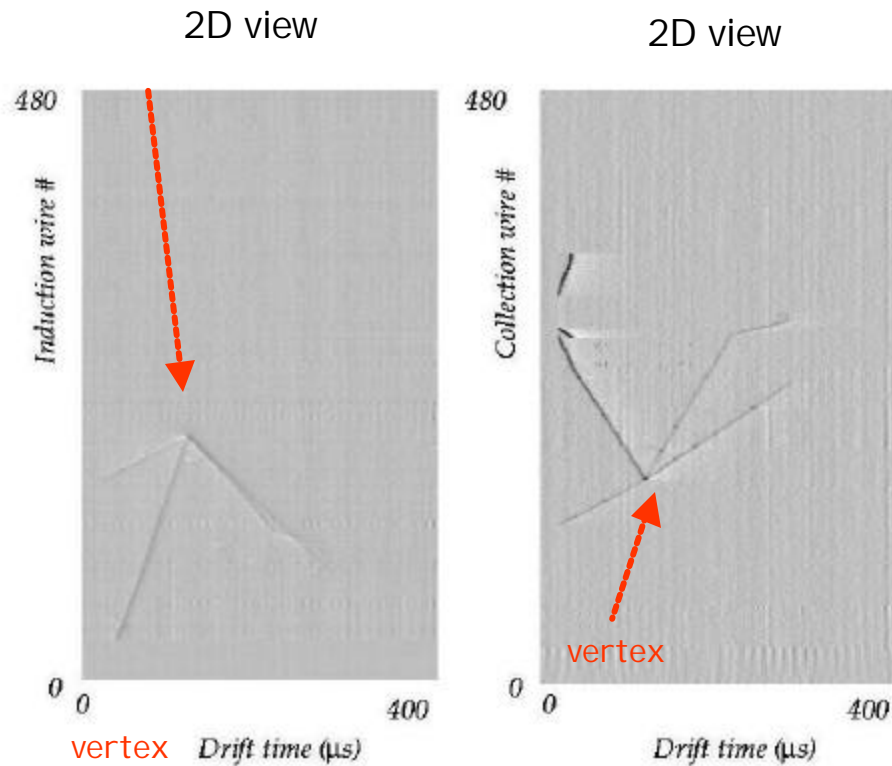 2D view
480
Induction wire #
0
0
400
vertex
Drift time (μs)
2D view
480
Collection wire #
vertex
0
0
400
Drift time (μs)